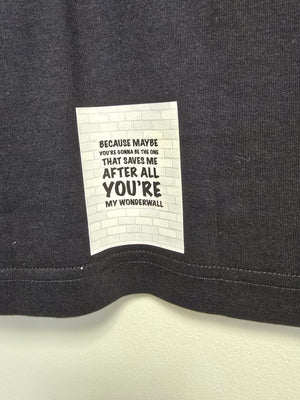 BECAUSE MAYBE
YOU'RE GONNA BE THE ONE
THAT SAVES ME
AFTER ALL
YOU'RE
MY WONDERWALL